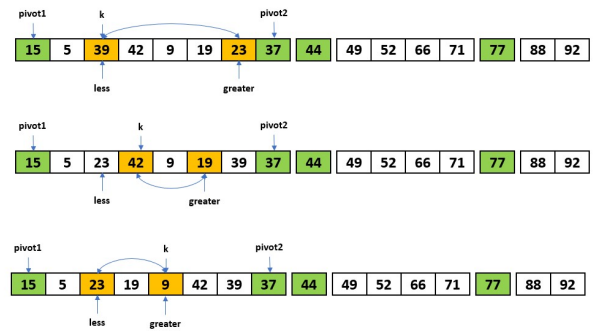 pivot1 k pivot2
15 5 39 42 9 19 23 37 44 49 52 66 71 77 88 92
less greater
pivot1 k pivot2
15 5 23 42 9 19 39 37 44 49 52 66 71 77 88 92
less greater
pivot1 k pivot2
15 5 23 19 9 42 39 37 44 49 52 66 71 77 88 92
less greater